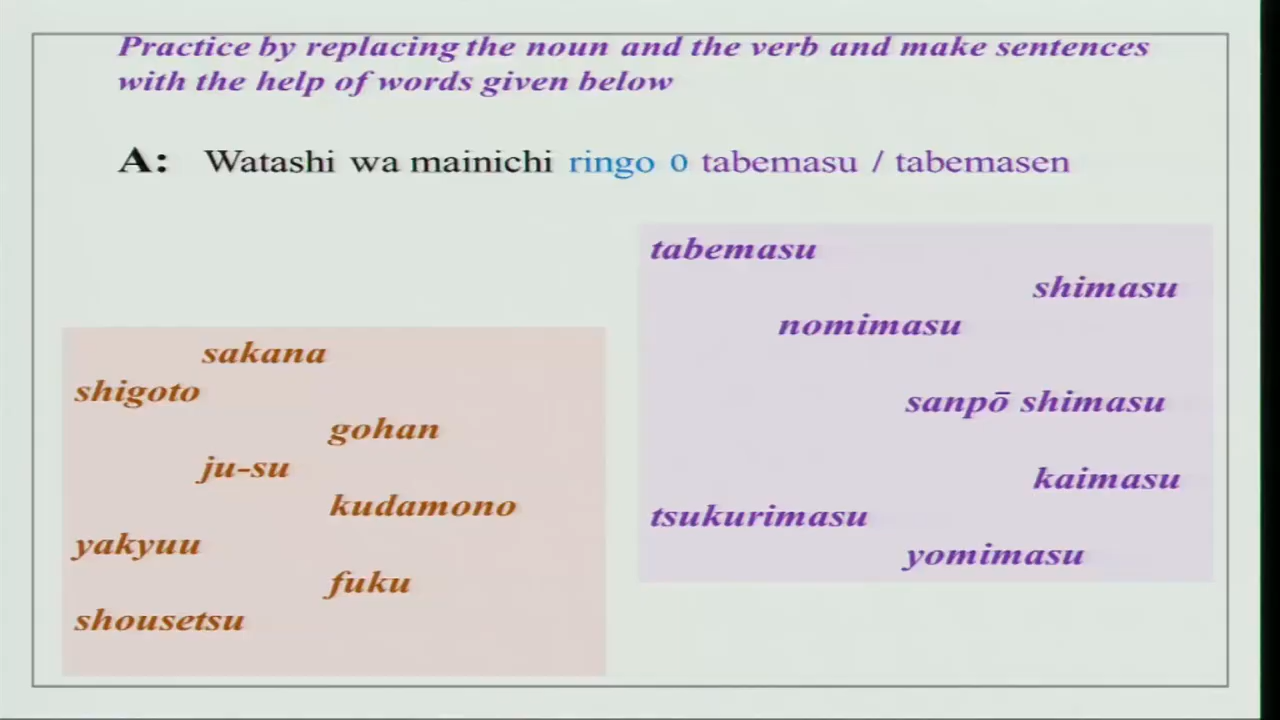 Practice by replacing the noun and the verb and make sentences
with the help of words given below
A: Watashi wa mainichi ringo o tabemasu / tabemasen
sakana
shigoto
gohan
ju-su
kudamono
yakyuu
fuku
shousetsu
tabemasu
shimasu
nomimasu
sanpō shimasu
kaimasu
tsukurimasu
yomimasu